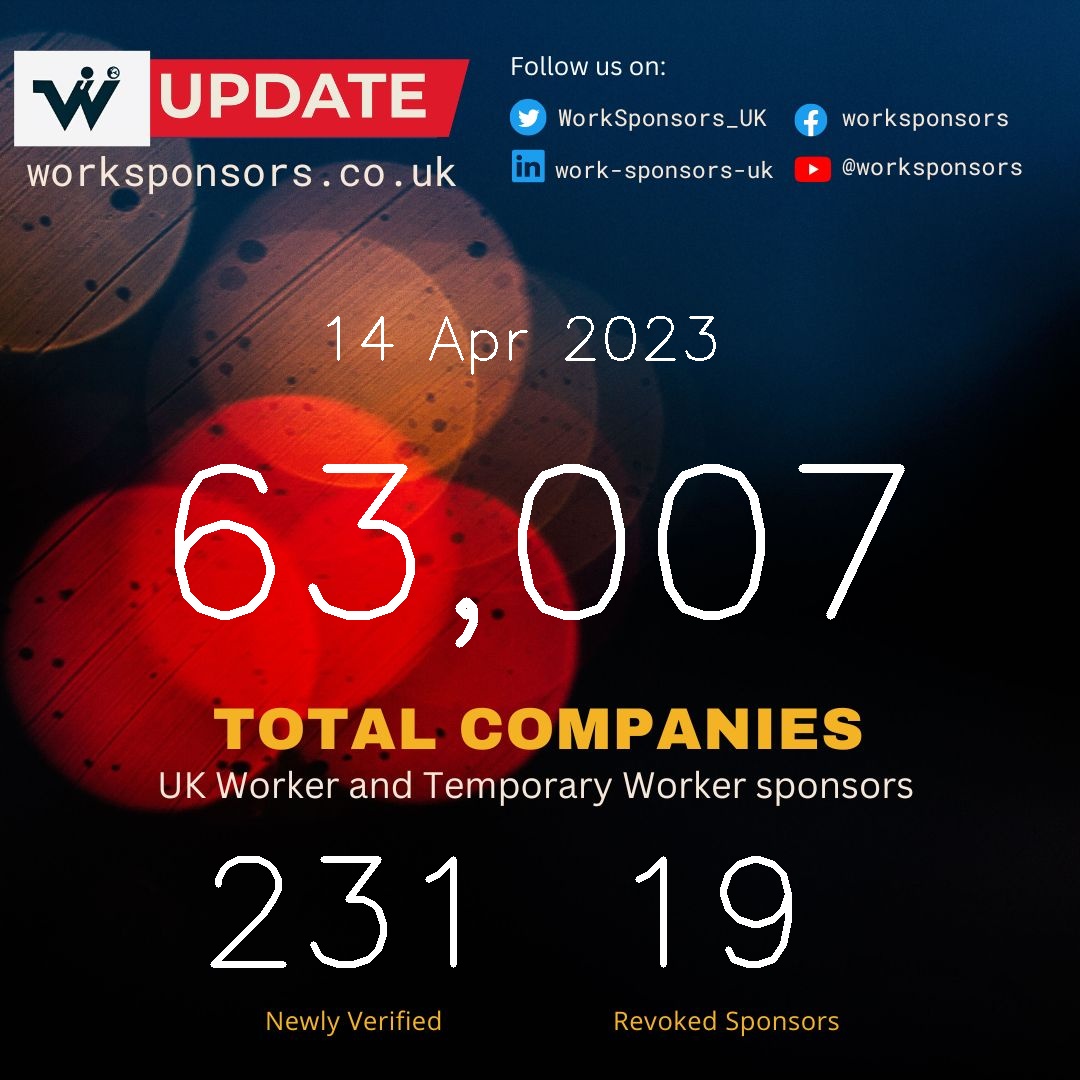 UPDATE
worksponsors.co.uk
Follow us on:
WorkSponsors_UK
worksponsors
work-sponsors-uk
@worksponsors
14 Apr 2023
63,007
TOTAL COMPANIES
UK Worker and Temporary Worker sponsors
231 19
Newly Verified Revoked Sponsors